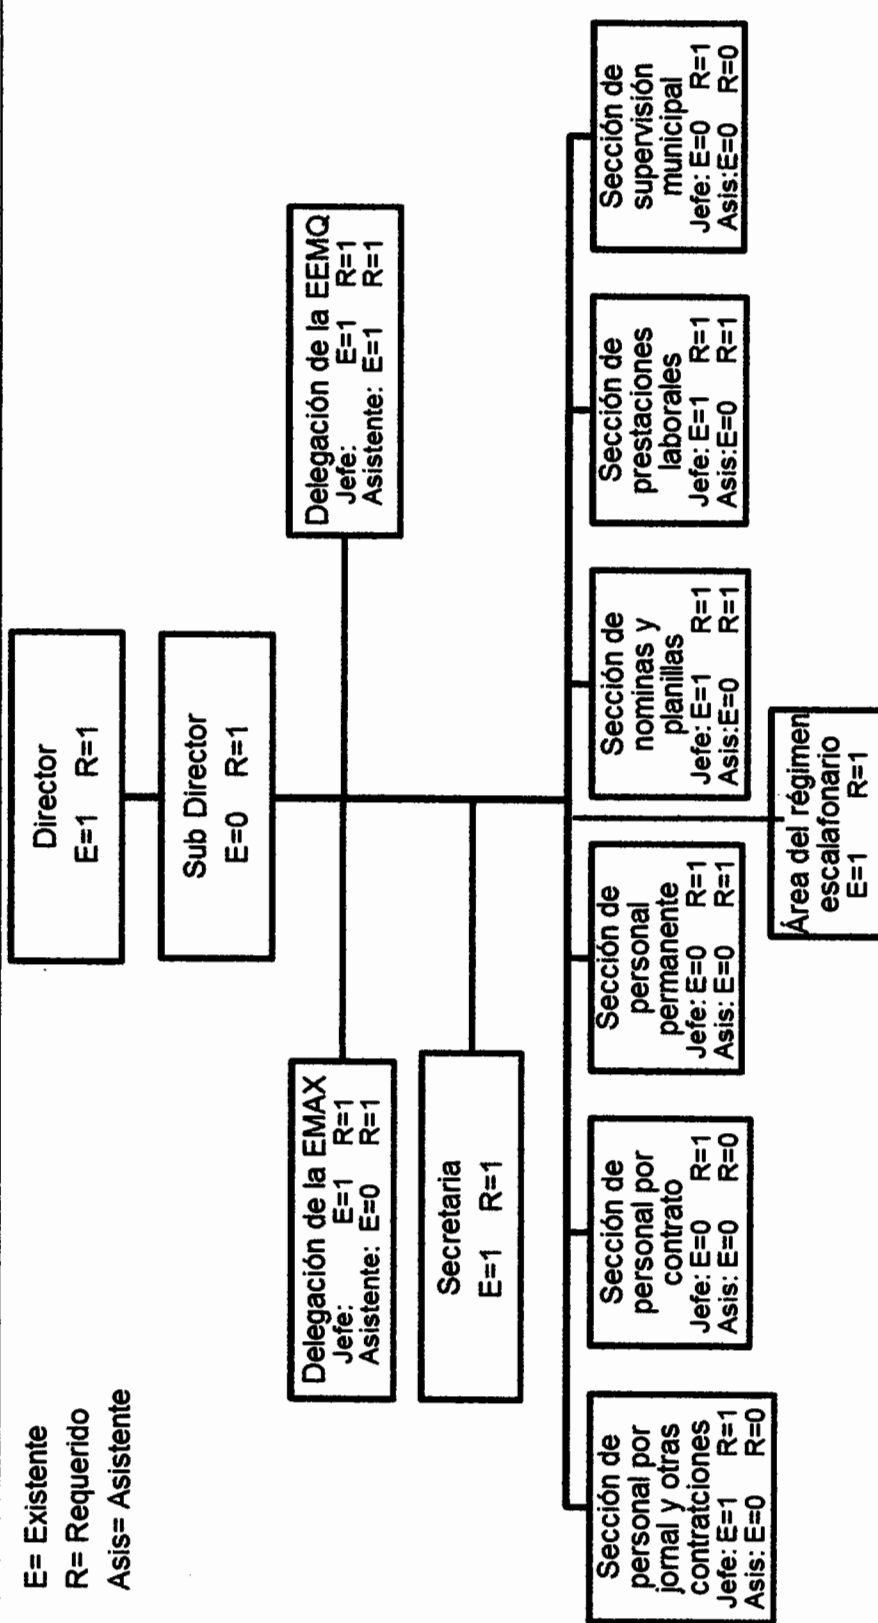 E= Existente
R= Requerido
Asis= Asistente
Director
E=1 R=1
Sub Director
E=0 R=1
Delegación de la EMAX
Jefe: E=1 R=1
Asistente: E=0 R=1
Delegación de la EEMQ
Jefe: E=1 R=1
Asistente: E=1 R=1
Secretaria
E=1 R=1
Sección de
personal por
jornal y otras
contratciones
Jefe: E=1 R=1
Asis: E=0 R=0
Sección de
personal por
contrato
Jefe: E=0 R=1
Asis: E=0 R=0
Sección de
personal
permanente
Jefe: E=0 R=1
Asis: E=0 R=1
Sección de
nominas y
planillas
Jefe: E=1 R=1
Asis:E=0 R=1
Sección de
prestaciones
laborales
Jefe: E=1 R=1
Asis:E=0 R=1
Sección de
supervisión
municipal
Jefe: E=0 R=1
Asis:E=0 R=0
Área del régimen
escalafonario
E=1 R=1